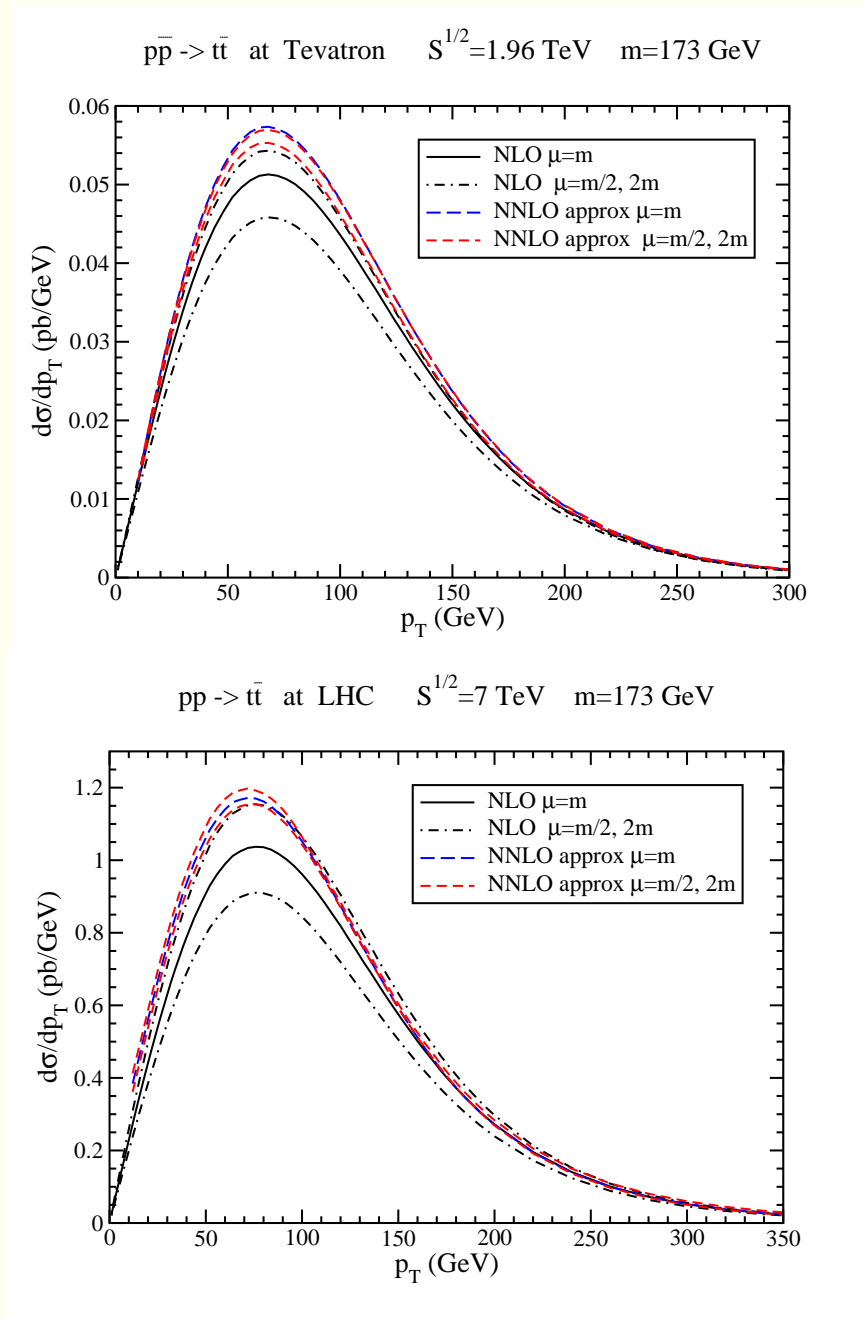 pp̄ -> tt̄ at Tevatron S^1/2=1.96 TeV m=173 GeV
0.06
0.05
0.04
0.03
0.02
0.01
0
dσ/dp_T (pb/GeV)
NLO μ=m
NLO μ=m/2, 2m
NNLO approx μ=m
NNLO approx μ=m/2, 2m
0 50 100 150 200 250 300
p_T (GeV)
pp -> tt̄ at LHC S^1/2=7 TeV m=173 GeV
1.2
1
0.8
0.6
0.4
0.2
0
dσ/dp_T (pb/GeV)
NLO μ=m
NLO μ=m/2, 2m
NNLO approx μ=m
NNLO approx μ=m/2, 2m
0 50 100 150 200 250 300 350
p_T (GeV)